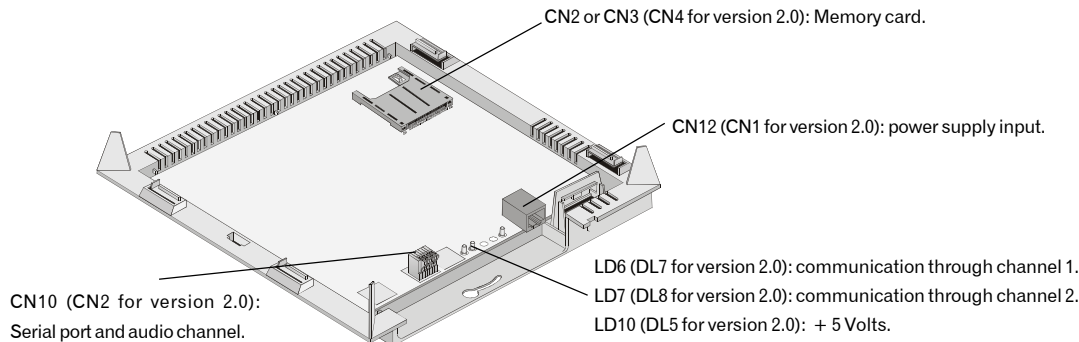 CN2 or CN3 (CN4 for version 2.0): Memory card.
CN12 (CN1 for version 2.0): power supply input.
LD6 (DL7 for version 2.0): communication through channel 1.
LD7 (DL8 for version 2.0): communication through channel 2.
LD10 (DL5 for version 2.0): + 5 Volts.
CN10 (CN2 for version 2.0):
Serial port and audio channel.